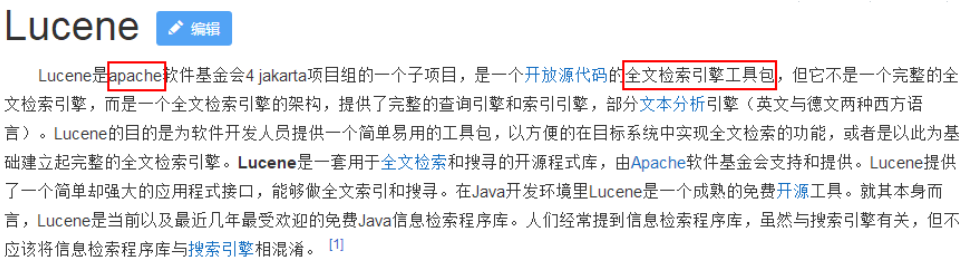 Lucene 编辑
Lucene是apache软件基金会4 jakarta项目组的一个子项目，是一个开放源代码的全文检索引擎工具包，但它不是一个完整的全
文检索引擎，而是一个全文检索引擎的架构，提供了完整的查询引擎和索引引擎，部分文本分析引擎（英文与德文两种西方语
言）。Lucene的目的是为软件开发人员提供一个简单易用的工具包，以方便的在目标系统中实现全文检索的功能，或者是以此为基
础建立起完整的全文检索引擎。Lucene是一套用于全文检索和搜寻的开源程式库，由Apache软件基金会支持和提供。Lucene提供
了一个简单却强大的应用程式接口，能够做全文索引和搜寻。在Java开发环境里Lucene是一个成熟的免费开源工具。就其本身而
言，Lucene是当前以及最近几年最受欢迎的免费Java信息检索程序库。人们经常提到信息检索程序库，虽然与搜索引擎有关，但不
应该将信息检索程序库与搜索引擎相混淆。 [1]